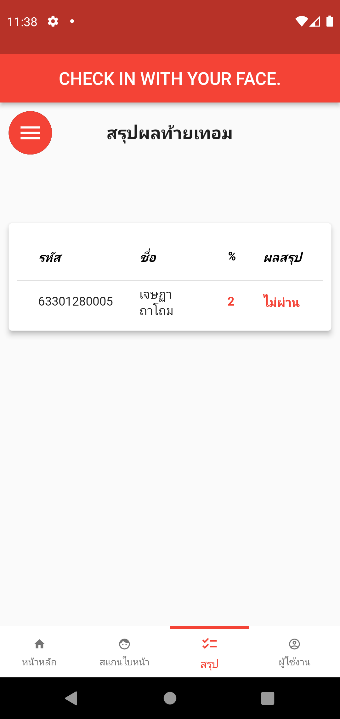 11:38
CHECK IN WITH YOUR FACE.
สรุปผลท้ายเทอม
รหัส ชื่อ % ผลสรุป
63301280005 เจษฎา ถาโถม 2 ไม่ผ่าน
หน้าหลัก สแกนใบหน้า สรุป ผู้ใช้งาน